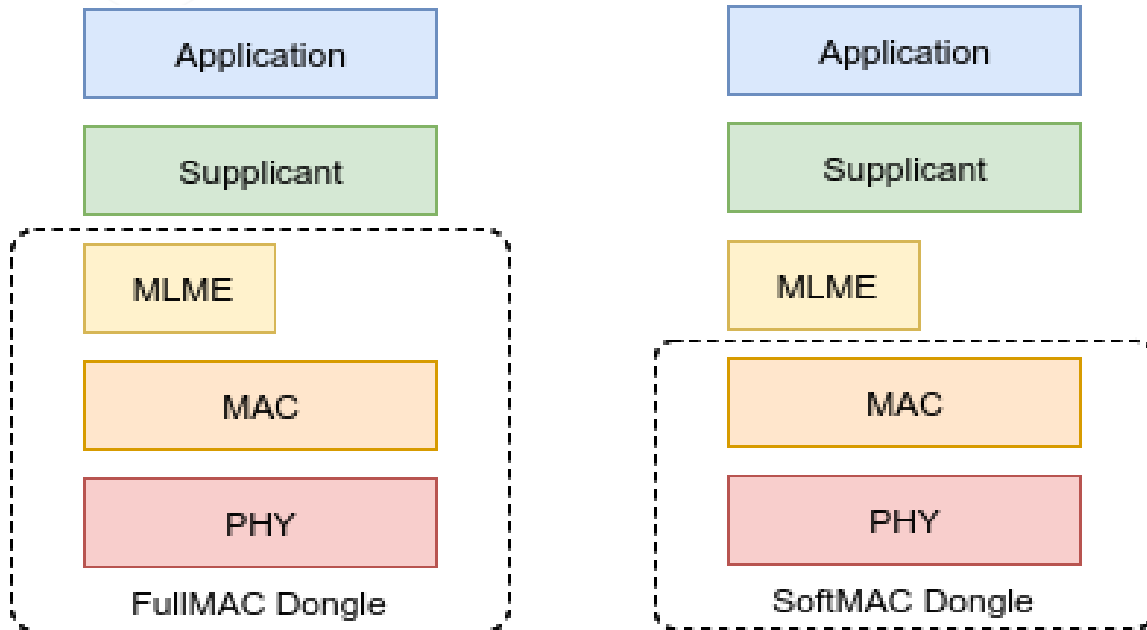 Application
Supplicant
MLME
MAC
PHY
FullMAC Dongle
Application
Supplicant
MLME
MAC
PHY
SoftMAC Dongle